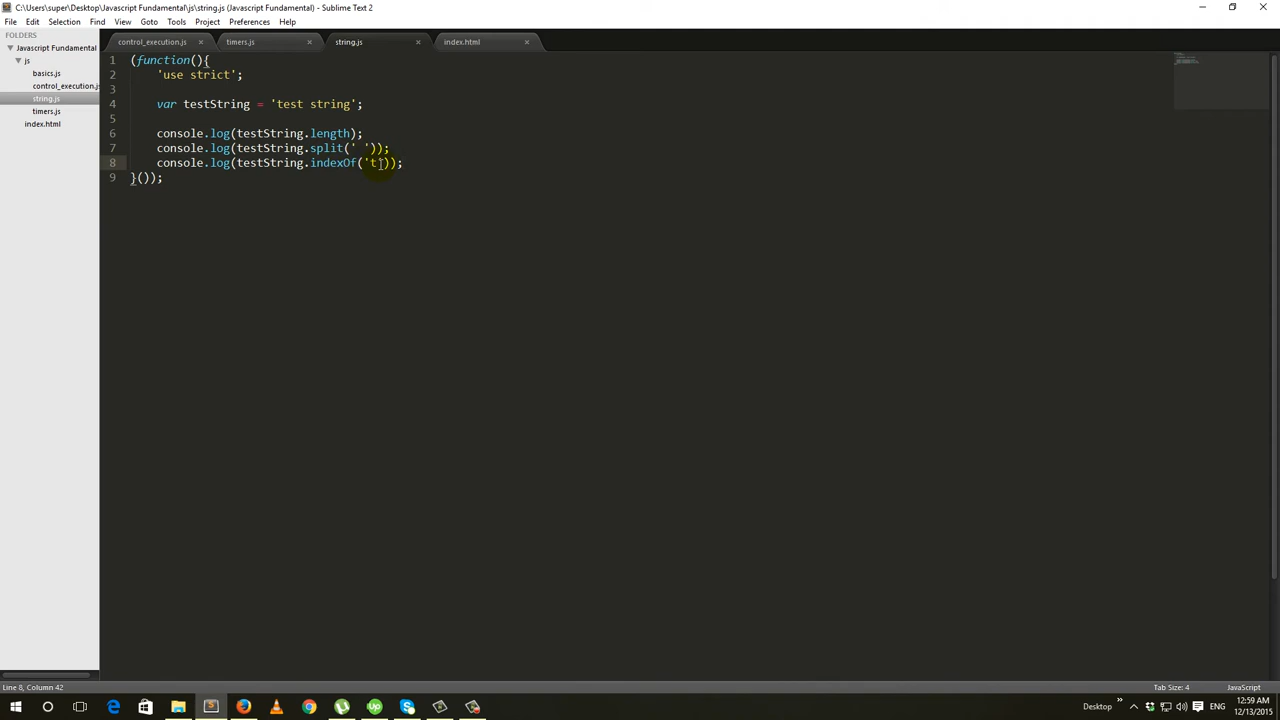 C:\Users\super\Desktop\Javascript Fundamental\js\string.js (Javascript Fundamental) - Sublime Text 2
File Edit Selection Find View Goto Tools Project Preferences Help
FOLDERS
Javascript Fundamental
js
basics.js
control_execution.js
string.js
timers.js
index.html
control_execution.js × timers.js × string.js × index.html ×
1 (function(){
2 'use strict';
3
4 var testString = 'test string';
5
6 console.log(testString.length);
7 console.log(testString.split(' '));
8 console.log(testString.indexOf('t'));
9 }());
Line 8, Column 42
Tab Size: 4 JavaScript
Desktop
ENG
12:59 AM
12/13/2015